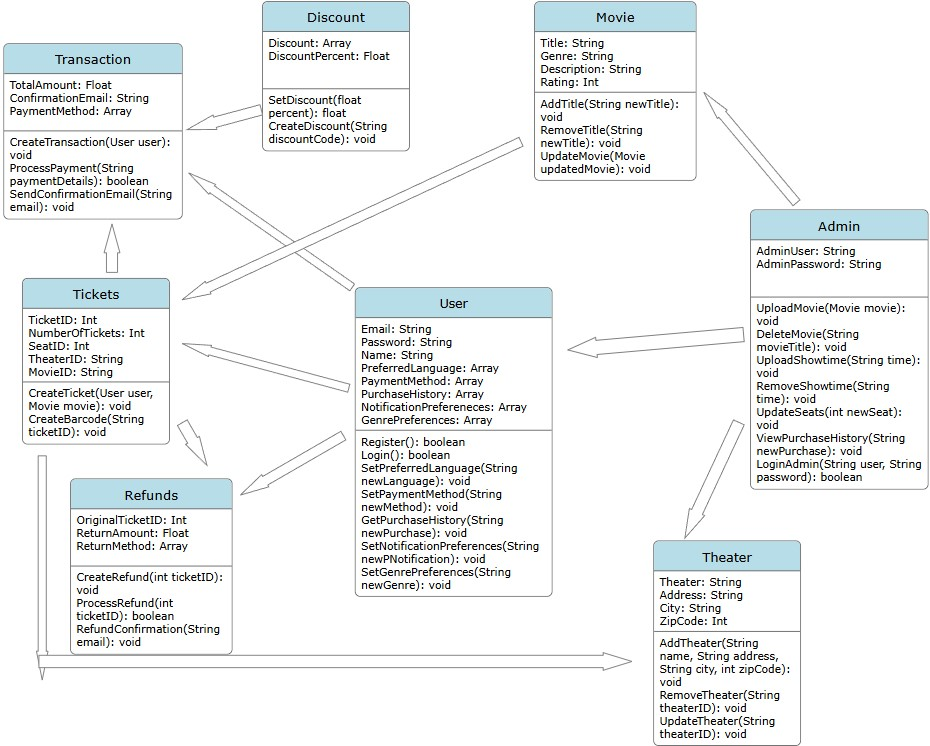 Discount
Discount: Array
DiscountPercent: Float
SetDiscount(float
percent): float
CreateDiscount(String
discountCode): void
Movie
Title: String
Genre: String
Description: String
Rating: Int
AddTitle(String newTitle):
void
RemoveTitle(String
newTitle): void
UpdateMovie(Movie
updatedMovie): void
Transaction
TotalAmount: Float
ConfirmationEmail: String
PaymentMethod: Array
CreateTransaction(User user):
void
ProcessPayment(String
paymentDetails): boolean
SendConfirmationEmail(String
email): void
Admin
AdminUser: String
AdminPassword: String
UploadMovie(Movie movie):
void
DeleteMovie(String
movieTitle): void
UploadShowtime(String time):
void
RemoveShowtime(String
time): void
UpdateSeats(int newSeat):
void
ViewPurchaseHistory(String
newPurchase): void
LoginAdmin(String user, String
password): boolean
Tickets
TicketID: Int
NumberOfTickets: Int
SeatID: Int
TheaterID: String
MovieID: String
CreateTicket(User user,
Movie movie): void
CreateBarcode(String
ticketID): void
User
Email: String
Password: String
Name: String
PreferredLanguage: Array
PaymentMethod: Array
PurchaseHistory: Array
NotificationPrefereneces: Array
GenrePreferences: Array
Register(): boolean
Login(): boolean
SetPreferredLanguage(String
newLanguage): void
SetPaymentMethod(String
newMethod): void
GetPurchaseHistory(String
newPurchase): void
SetNotificationPreferences(String
newPNotification): void
SetGenrePreferences(String
newGenre): void
Refunds
OriginalTicketID: Int
ReturnAmount: Float
ReturnMethod: Array
CreateRefund(int ticketID):
void
ProcessRefund(int
ticketID): boolean
RefundConfirmation(String
email): void
Theater
Theater: String
Address: String
City: String
ZipCode: Int
AddTheater(String
name, String address,
String city, int zipCode):
void
RemoveTheater(String
theaterID): void
UpdateTheater(String
theaterID): void